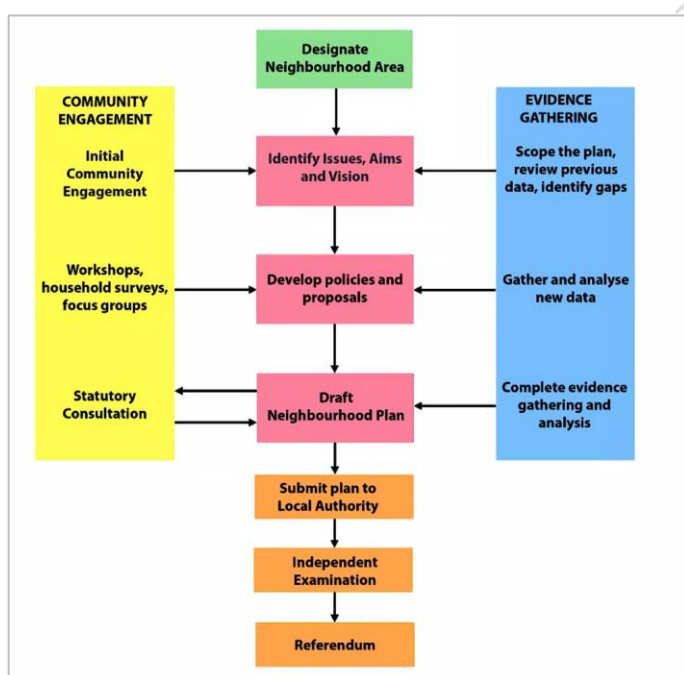 Designate
Neighbourhood Area
COMMUNITY
ENGAGEMENT
Initial
Community
Engagement
Workshops,
household surveys,
focus groups
Statutory
Consultation
Identify Issues, Aims
and Vision
Develop policies and
proposals
Draft
Neighbourhood Plan
EVIDENCE
GATHERING
Scope the plan,
review previous
data, identify gaps
Gather and analyse
new data
Complete evidence
gathering and
analysis
Submit plan to
Local Authority
Independent
Examination
Referendum